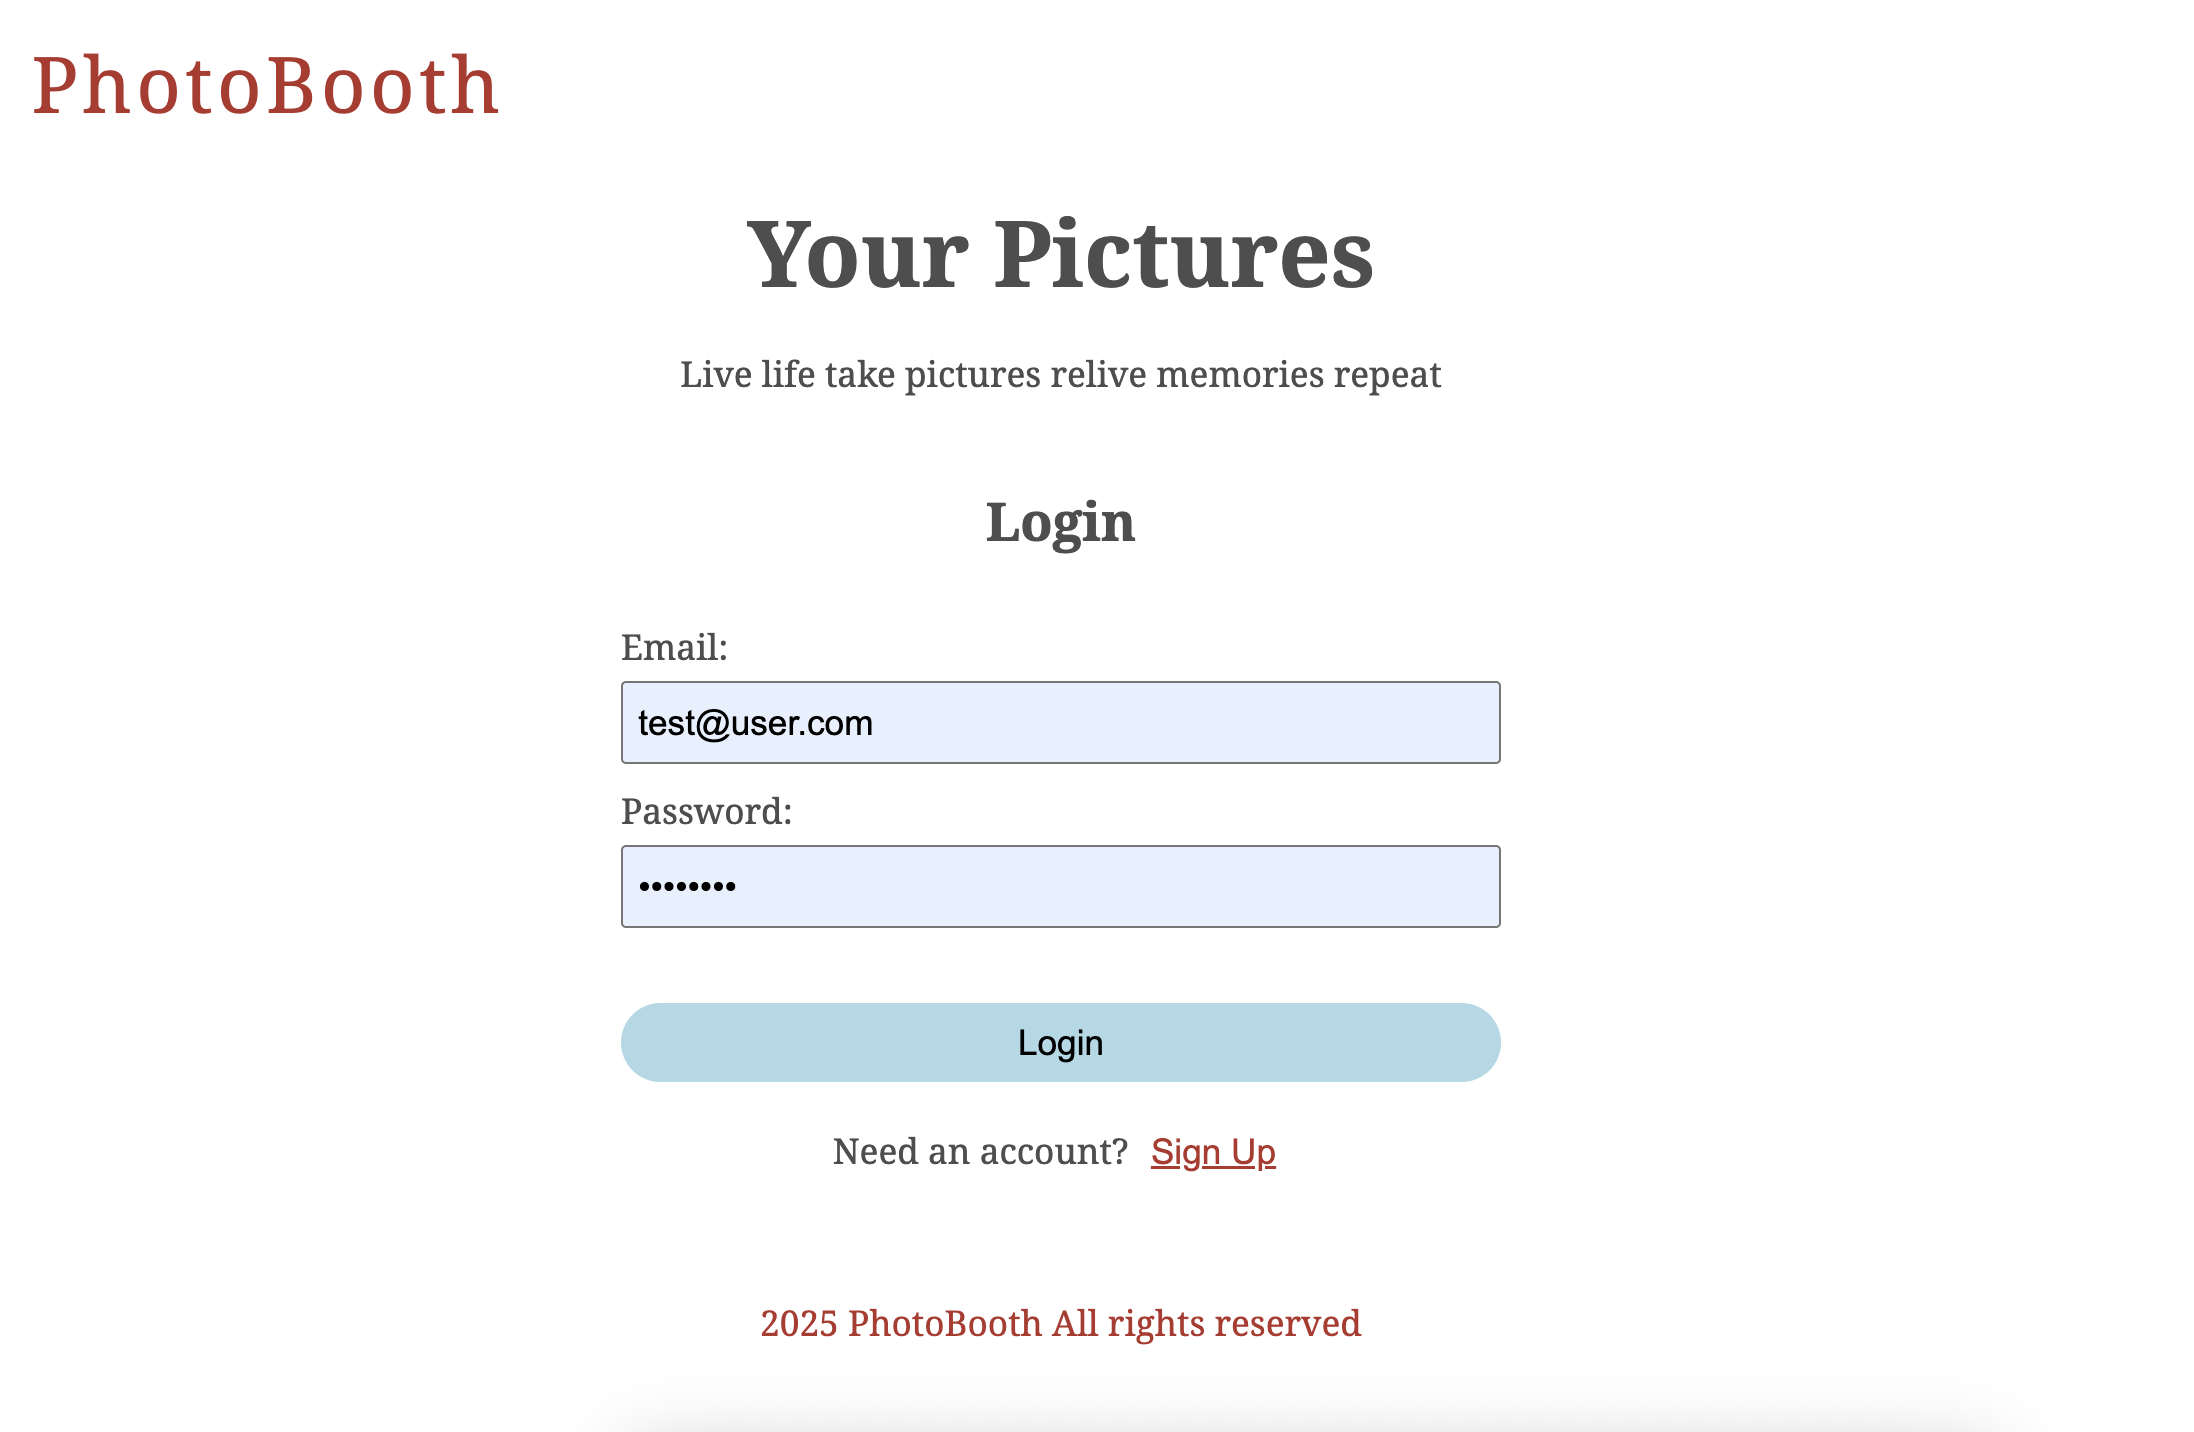 PhotoBooth
Your Pictures
Live life take pictures relive memories repeat
Login
Email:
test@user.com
Password:
••••••••
Login
Need an account? Sign Up
2025 PhotoBooth All rights reserved